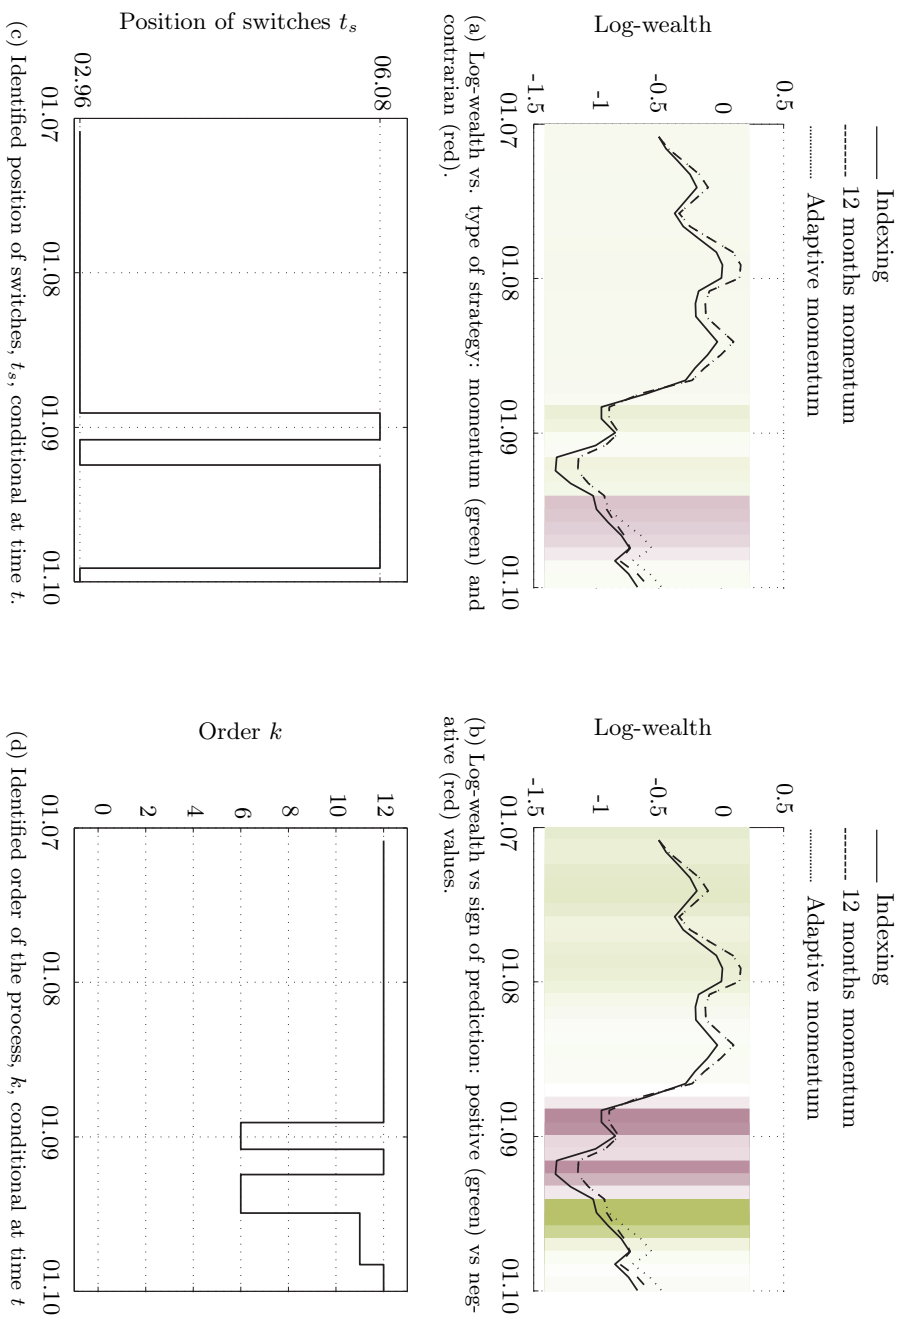 Indexing
12 months momentum
Adaptive momentum
Log-wealth
0.5
0
-0.5
-1
-1.5
01.07
01.08
01.09
01.10
(a) Log-wealth vs. type of strategy: momentum (green) and
contrarian (red).
Indexing
12 months momentum
Adaptive momentum
Log-wealth
0.5
0
-0.5
-1
-1.5
01.07
01.08
01.09
01.10
(b) Log-wealth vs sign of prediction: positive (green) vs neg-
ative (red) values.
Position of switches t_s
06.08
02.96
01.07
01.08
01.09
01.10
(c) Identified position of switches, t_s, conditional at time t.
Order k
12
10
8
6
4
2
0
01.07
01.08
01.09
01.10
(d) Identified order of the process, k, conditional at time t